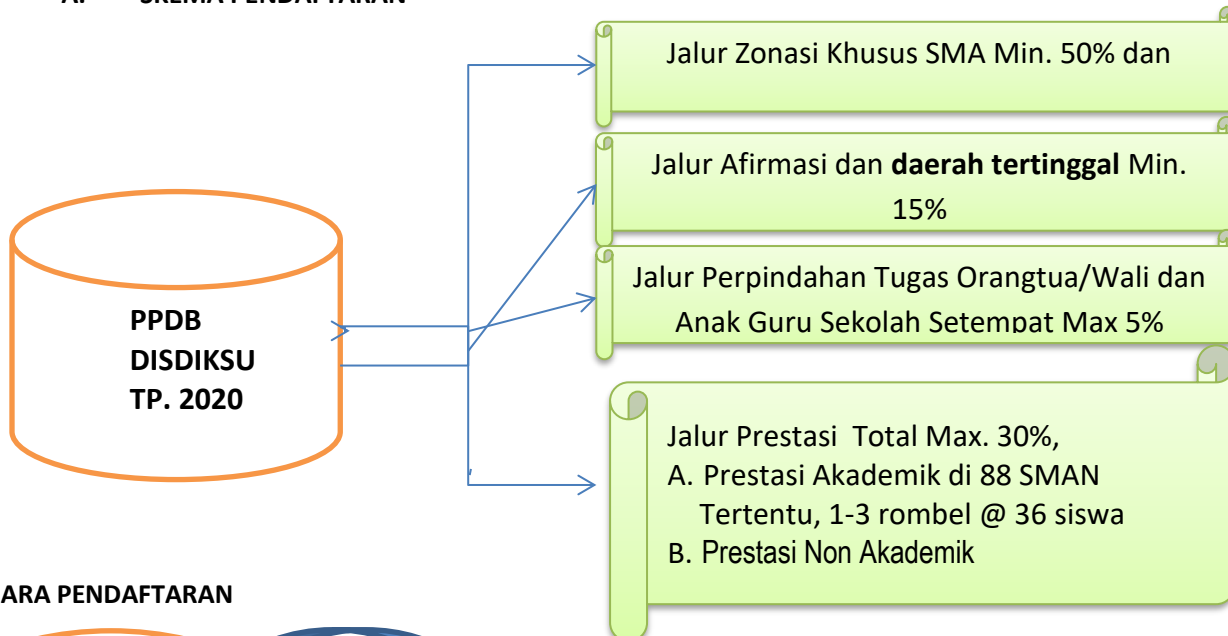 Jalur Zonasi Khusus SMA Min. 50% dan
Jalur Afirmasi dan daerah tertinggal Min.
15%
Jalur Perpindahan Tugas Orangtua/Wali dan
Anak Guru Sekolah Setempat Max 5%
PPDB
DISDIKSU
TP. 2020
Jalur Prestasi Total Max. 30%,
A. Prestasi Akademik di 88 SMAN
Tertentu, 1-3 rombel @ 36 siswa
B. Prestasi Non Akademik
ARA PENDAFTARAN